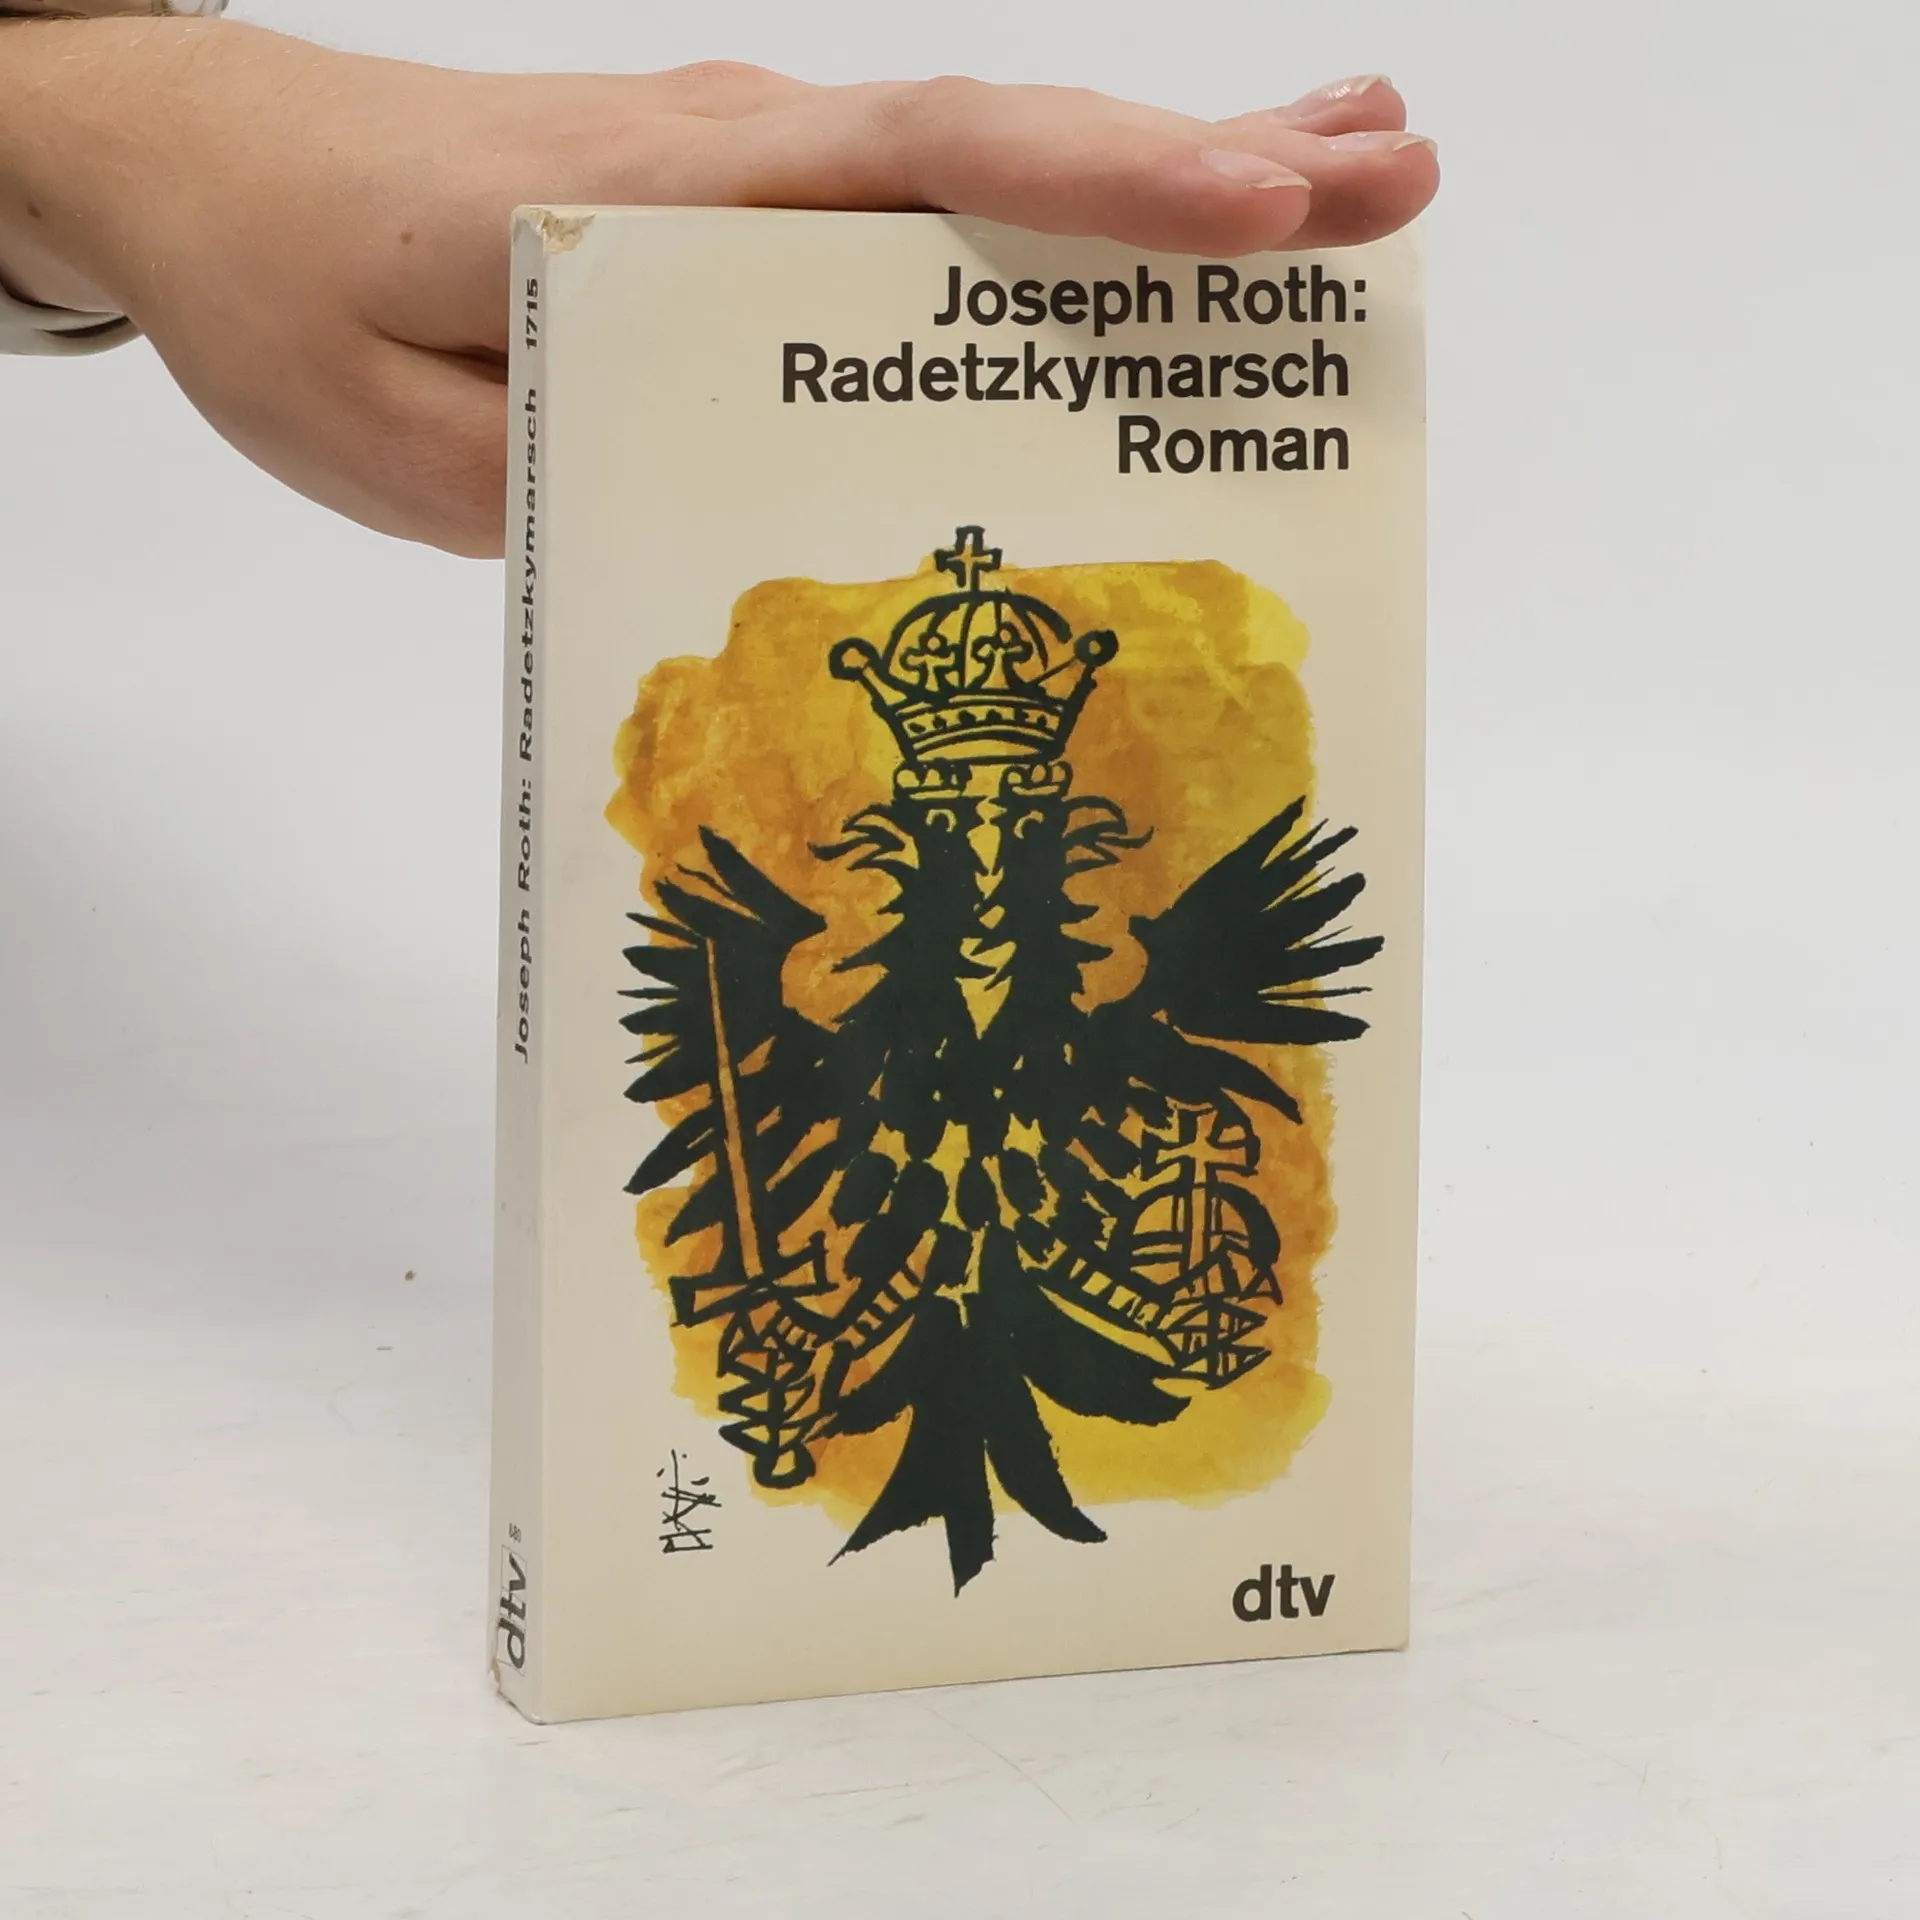 Joseph Roth:
Radetzkymarsch
Roman
dtv
Joseph Roth: Radetzkymarsch 1715
dtv